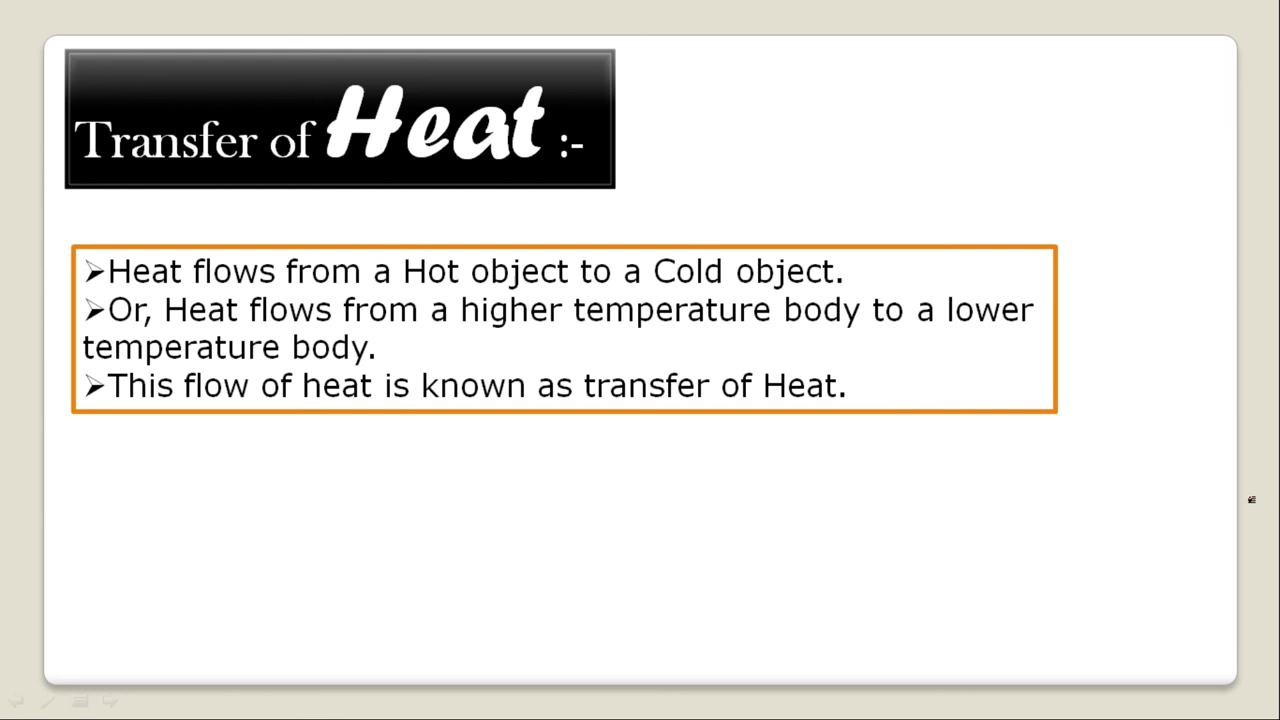 Transfer of Heat :-
➢Heat flows from a Hot object to a Cold object.
➢Or, Heat flows from a higher temperature body to a lower
temperature body.
➢This flow of heat is known as transfer of Heat.